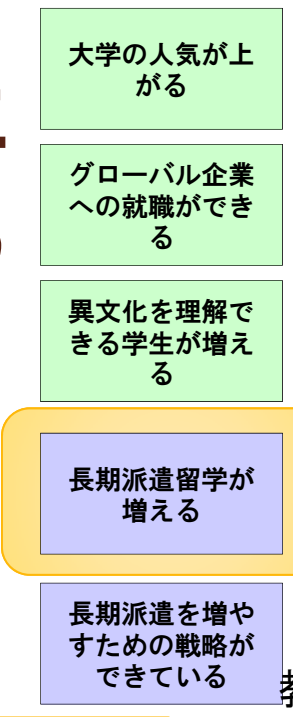 大学の人気が上
がる
グローバル企業
への就職ができ
る
異文化を理解で
きる学生が増え
る
長期派遣留学が
増える
長期派遣を増や
すための戦略が
できている